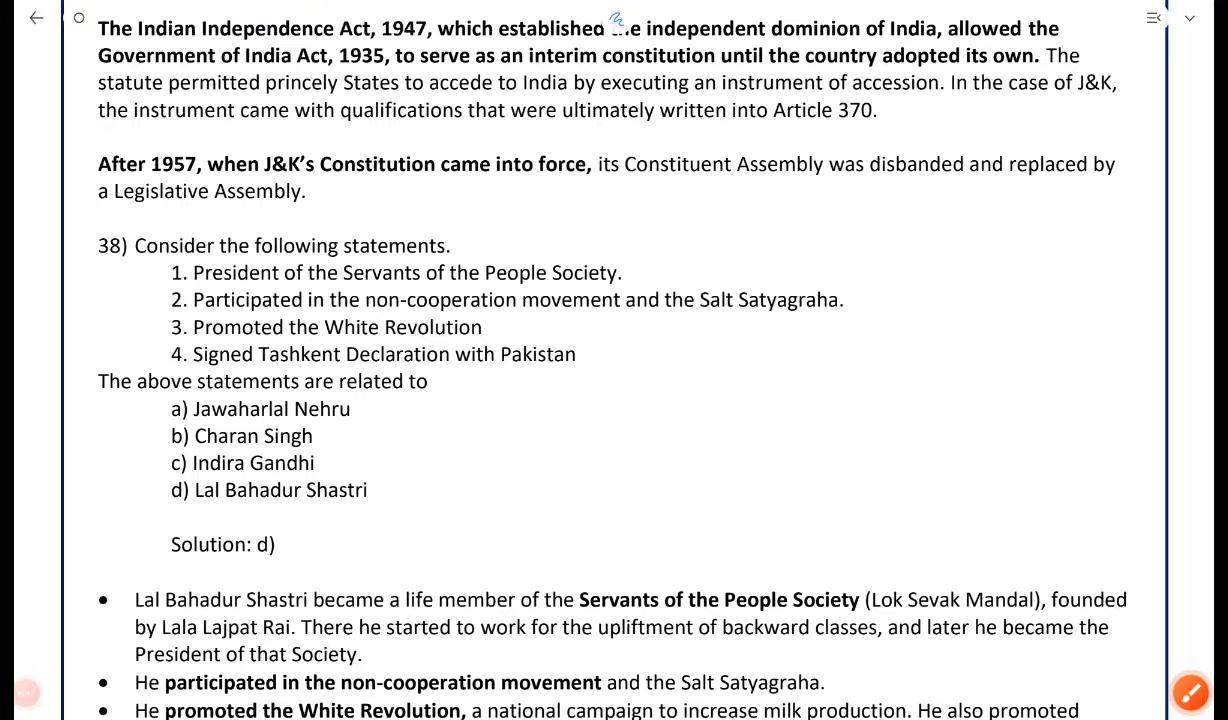 The Indian Independence Act, 1947, which established the independent dominion of India, allowed the
Government of India Act, 1935, to serve as an interim constitution until the country adopted its own. The
statute permitted princely States to accede to India by executing an instrument of accession. In the case of J&K,
the instrument came with qualifications that were ultimately written into Article 370.
After 1957, when J&K’s Constitution came into force, its Constituent Assembly was disbanded and replaced by
a Legislative Assembly.
38) Consider the following statements.
1. President of the Servants of the People Society.
2. Participated in the non-cooperation movement and the Salt Satyagraha.
3. Promoted the White Revolution
4. Signed Tashkent Declaration with Pakistan
The above statements are related to
a) Jawaharlal Nehru
b) Charan Singh
c) Indira Gandhi
d) Lal Bahadur Shastri
Solution: d)
• Lal Bahadur Shastri became a life member of the Servants of the People Society (Lok Sevak Mandal), founded
by Lala Lajpat Rai. There he started to work for the upliftment of backward classes, and later he became the
President of that Society.
• He participated in the non-cooperation movement and the Salt Satyagraha.
• He promoted the White Revolution, a national campaign to increase milk production. He also promoted